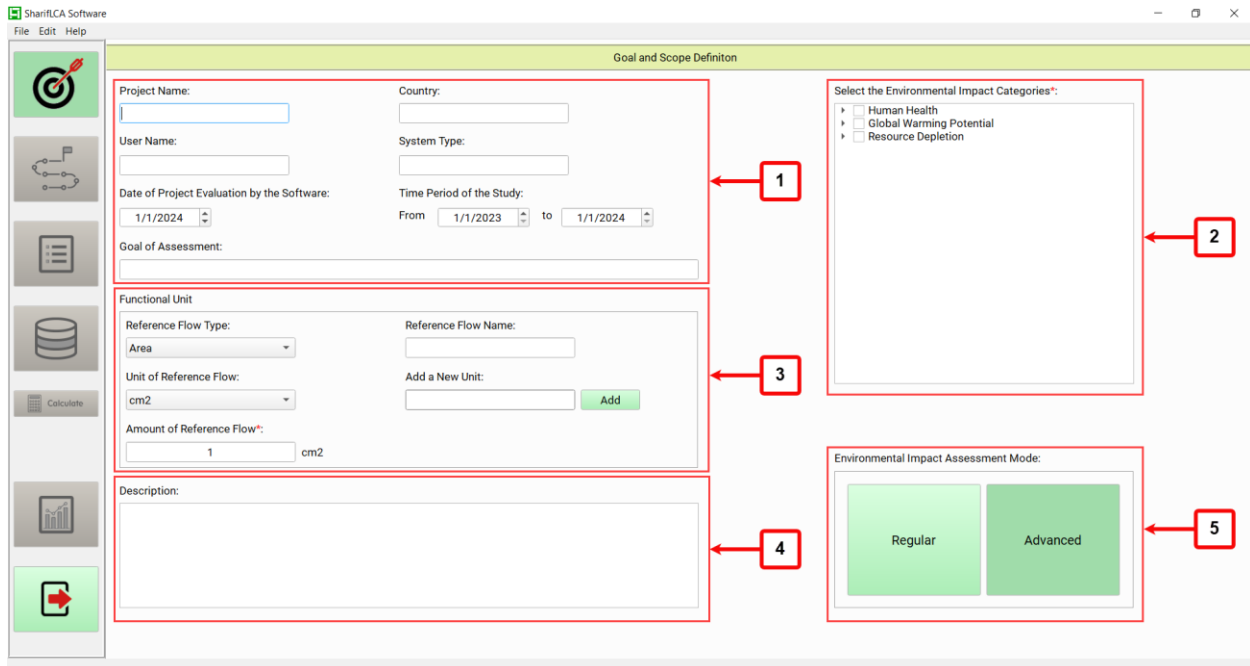 SharifLCA Software
File Edit Help
Goal and Scope Definiton
Project Name:
Country:
User Name:
System Type:
Date of Project Evaluation by the Software:
Time Period of the Study:
1/1/2024
From 1/1/2023 to 1/1/2024
Goal of Assessment:
1
Functional Unit
Reference Flow Type:
Reference Flow Name:
Area
Unit of Reference Flow:
Add a New Unit:
cm2
Add
Amount of Reference Flow*:
1 cm2
3
Description:
4
Calculate
Select the Environmental Impact Categories*:
Human Health
Global Warming Potential
Resource Depletion
2
Environmental Impact Assessment Mode:
Regular
Advanced
5